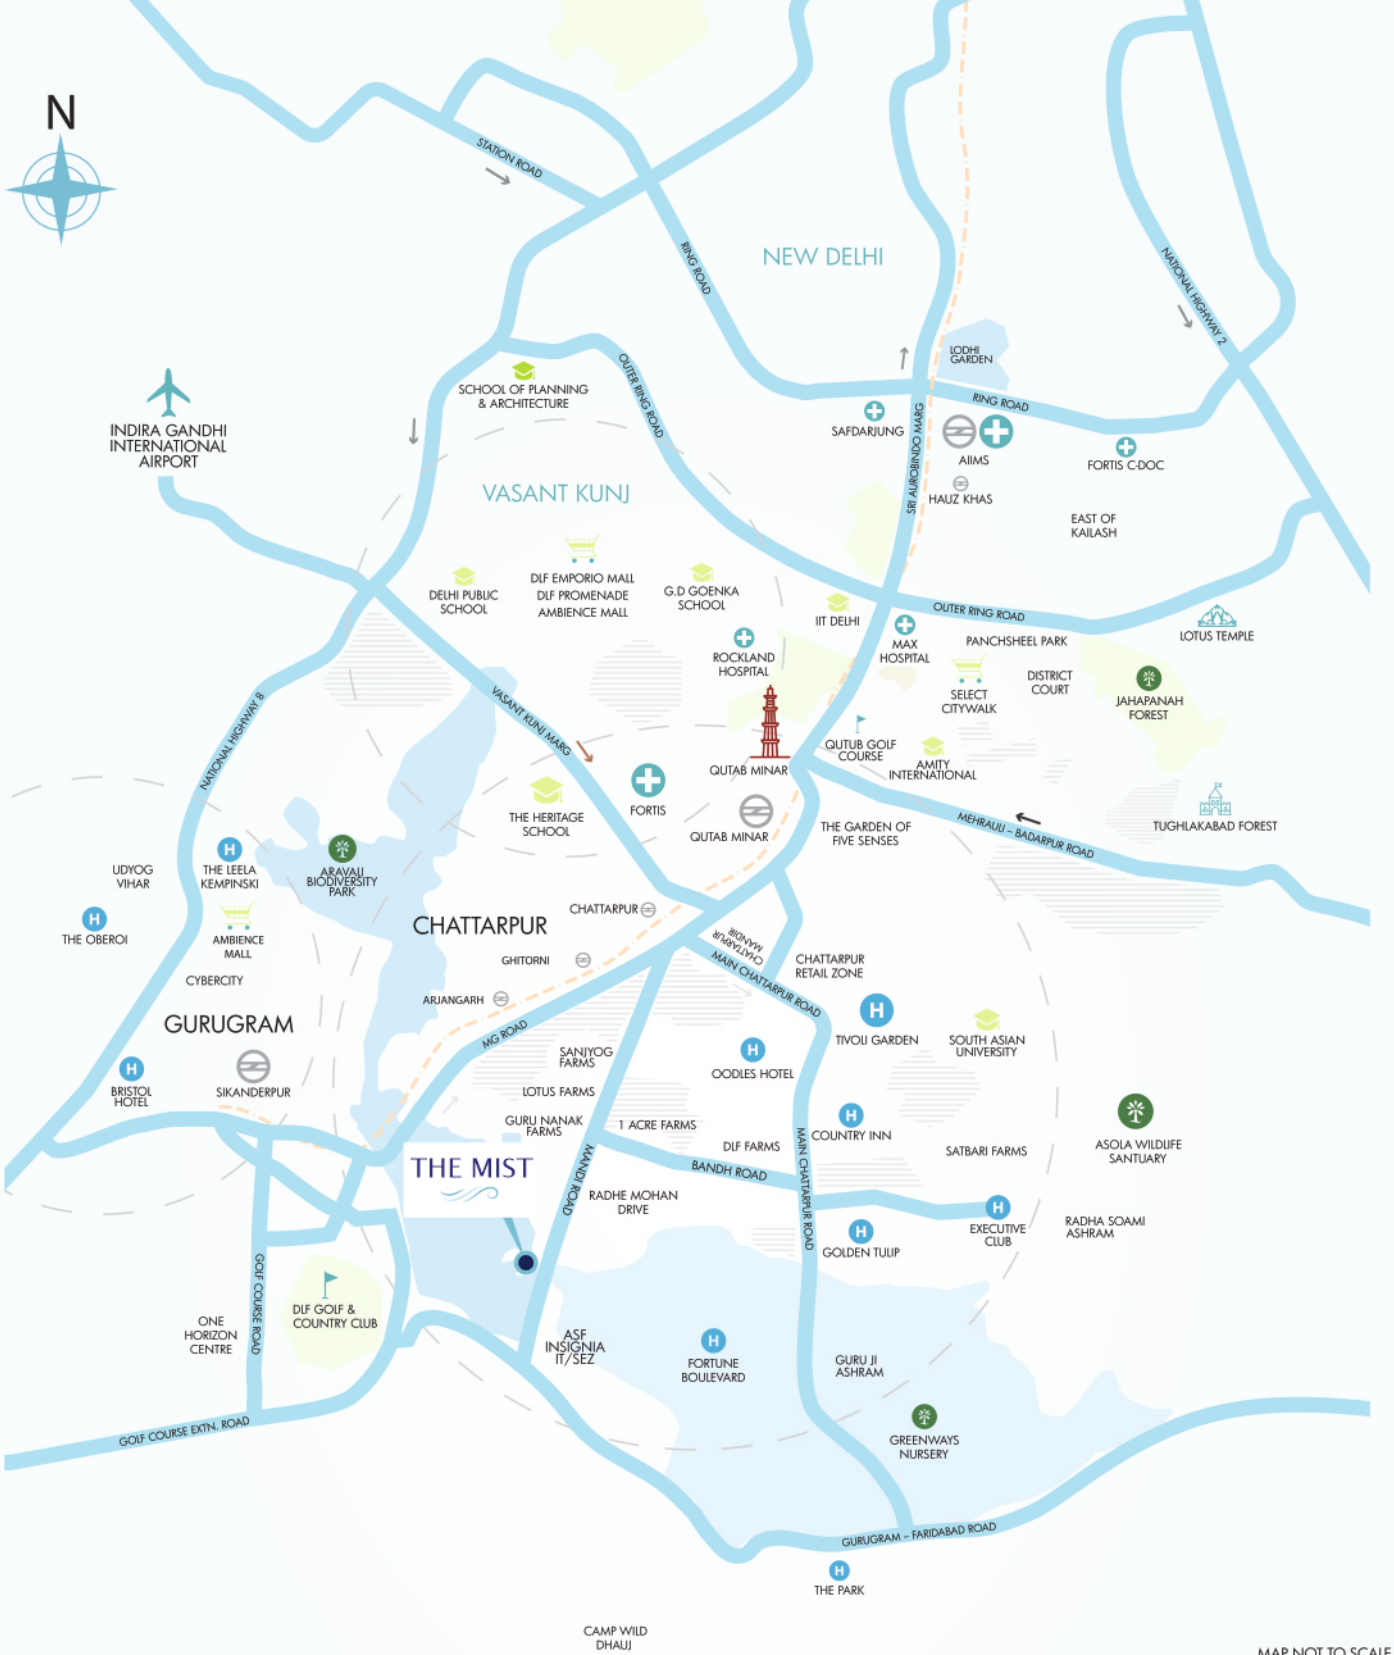 N
STATION ROAD
RING ROAD
NEW DELHI
NATIONAL HIGHWAY 2
LODHI
GARDEN
SCHOOL OF PLANNING
& ARCHITECTURE
OUTER RING ROAD
RING ROAD
SAFDARJUNG
SRI AUROBINDO MARG
AIIMS
FORTIS C-DOC
INDIRA GANDHI
INTERNATIONAL
AIRPORT
VASANT KUNJ
HAUZ KHAS
EAST OF
KAILASH
DELHI PUBLIC
SCHOOL
DLF EMPORIO MALL
DLF PROMENADE
AMBIENCE MALL
G.D GOENKA
SCHOOL
IIT DELHI
OUTER RING ROAD
LOTUS TEMPLE
ROCKLAND
HOSPITAL
MAX
HOSPITAL
PANCHSHEEL PARK
SELECT
CITYWALK
DISTRICT
COURT
JAHAPANAH
FOREST
NATIONAL HIGHWAY 8
VASANT KUNJ MARG
QUTUB GOLF
COURSE
AMITY
INTERNATIONAL
QUTAB MINAR
THE HERITAGE
SCHOOL
FORTIS
QUTAB MINAR
THE GARDEN OF
FIVE SENSES
MEHRAULI – BADARPUR ROAD
TUGHLAKABAD FOREST
UDYOG
VIHAR
H
THE LEELA
KEMPINSKI
ARAVALI
BIODIVERSITY
PARK
H
THE OBEROI
AMBIENCE
MALL
CHATTARPUR
CHATTARPUR
CHATTARPUR
MANDIR
GHITORNI
MAIN CHATTARPUR ROAD
CHATTARPUR
RETAIL ZONE
CYBERCITY
ARJANGARH
GURUGRAM
MG ROAD
H
TIVOLI GARDEN
SOUTH ASIAN
UNIVERSITY
H
BRISTOL
HOTEL
SIKANDERPUR
SANJYOG
FARMS
H
OODLES HOTEL
LOTUS FARMS
GURU NANAK
FARMS
1 ACRE FARMS
H
COUNTRY INN
DLF FARMS
SATBARI FARMS
ASOLA WILDLIFE
SANTUARY
THE MIST
MANDI ROAD
BANDH ROAD
MAIN CHATTARPUR ROAD
RADHE MOHAN
DRIVE
H
EXECUTIVE
CLUB
RADHA SOAMI
ASHRAM
H
GOLDEN TULIP
GOLF COURSE ROAD
DLF GOLF &
COUNTRY CLUB
ONE
HORIZON
CENTRE
ASF
INSIGNIA
IT/SEZ
H
FORTUNE
BOULEVARD
GURU JI
ASHRAM
GOLF COURSE EXTN. ROAD
GREENWAYS
NURSERY
GURUGRAM – FARIDABAD ROAD
H
THE PARK
CAMP WILD
DHAUJ
MAP NOT TO SCALE